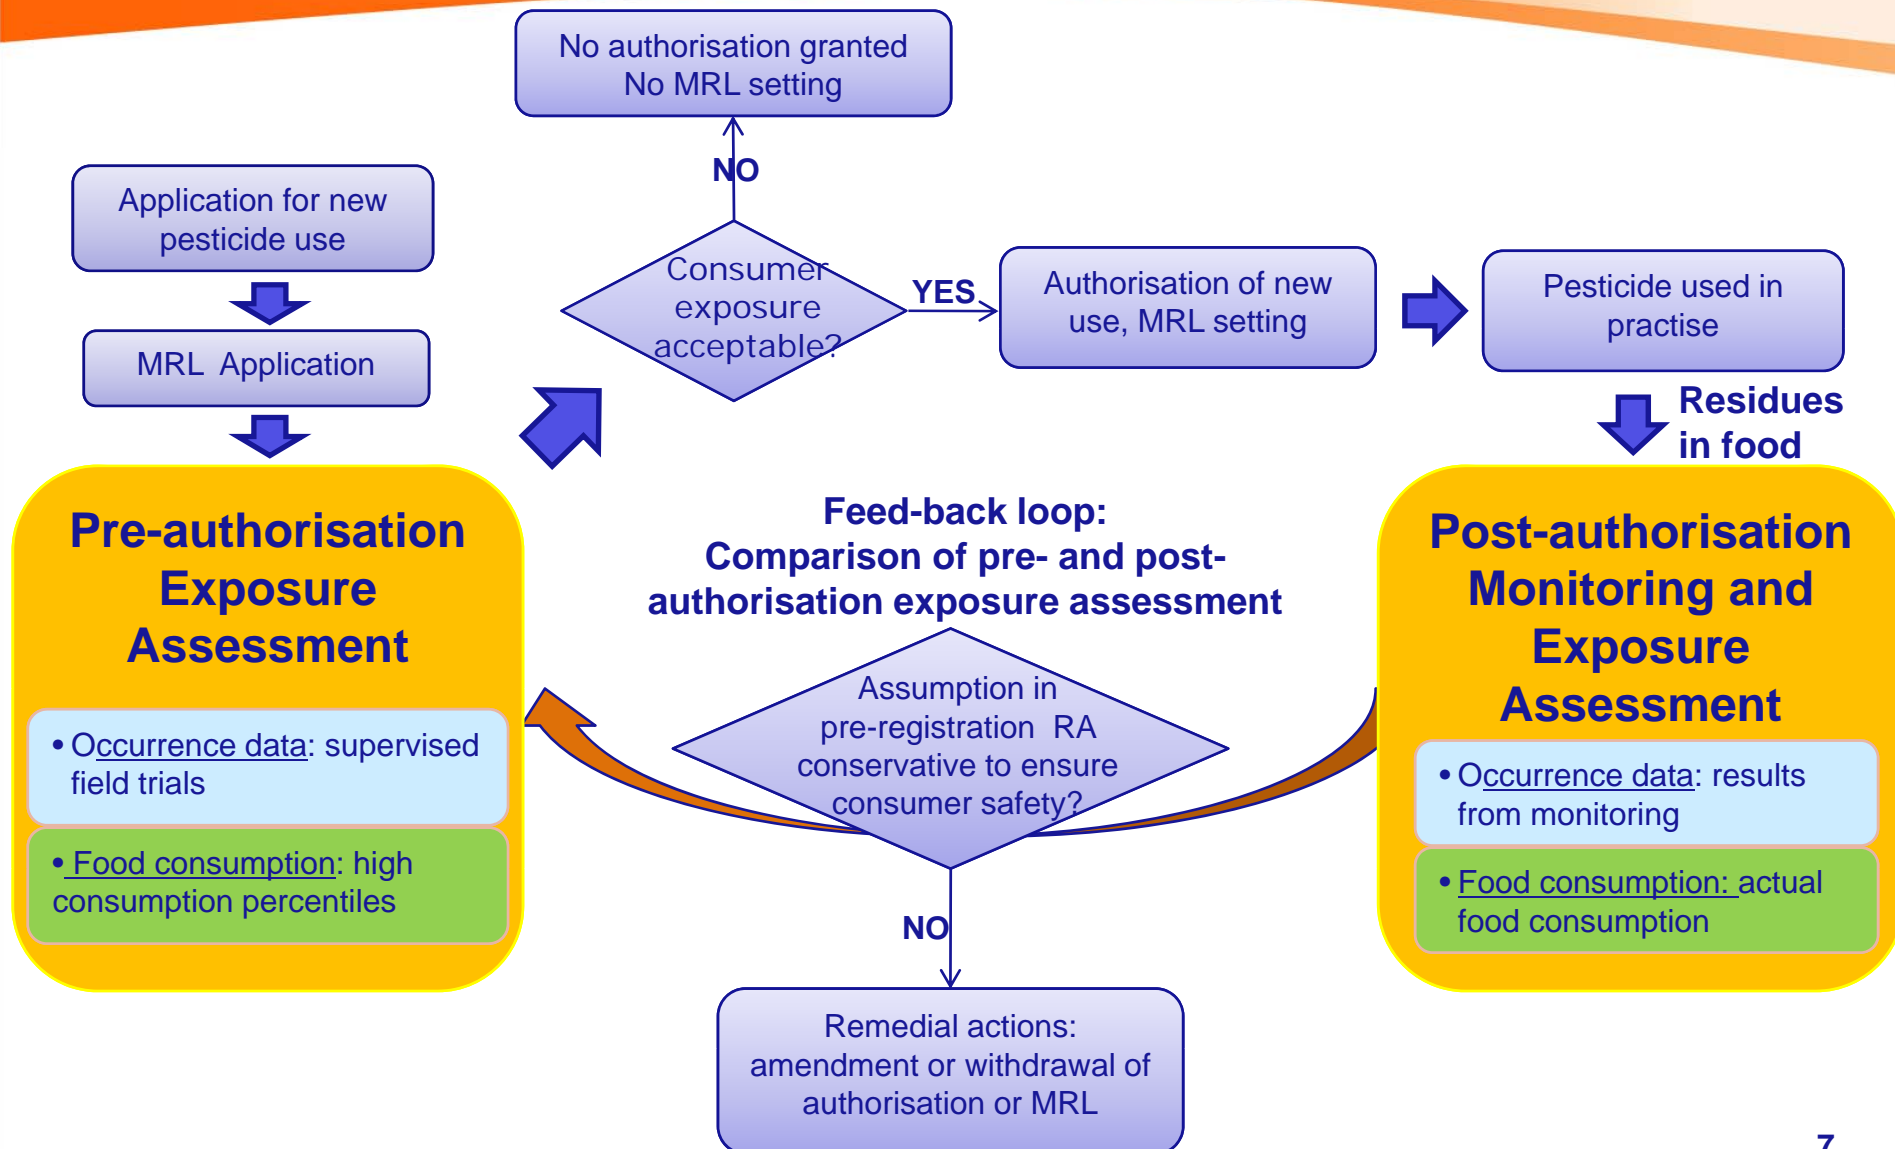 No authorisation granted
No MRL setting
NO
Application for new
pesticide use
MRL  Application
Consumer
exposure
acceptable?
YES
Authorisation of new
use, MRL setting
Pesticide used in
practise
Residues
in food
Pre-authorisation
Exposure
Assessment
• Occurrence data: supervised
field trials
• Food consumption: high
consumption percentiles
Feed-back loop:
Comparison of pre- and post-
authorisation exposure assessment
Assumption in
pre-registration  RA
conservative to ensure
consumer safety?
NO
Remedial actions:
amendment or withdrawal of
authorisation or MRL
Post-authorisation
Monitoring and
Exposure
Assessment
• Occurrence data: results
from monitoring
• Food consumption: actual
food consumption
7